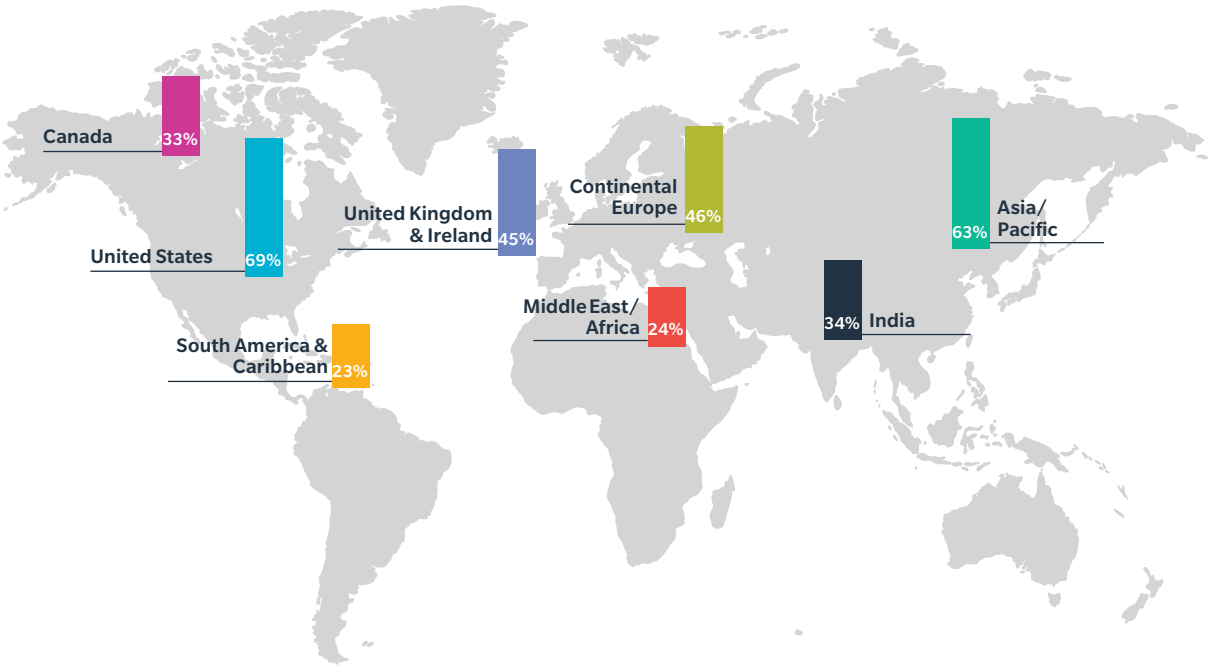 Canada
33%
United States
69%
South America &
Caribbean
23%
United Kingdom
& Ireland
45%
Continental
Europe
46%
Middle East/
Africa
24%
India
34%
Asia/
Pacific
63%